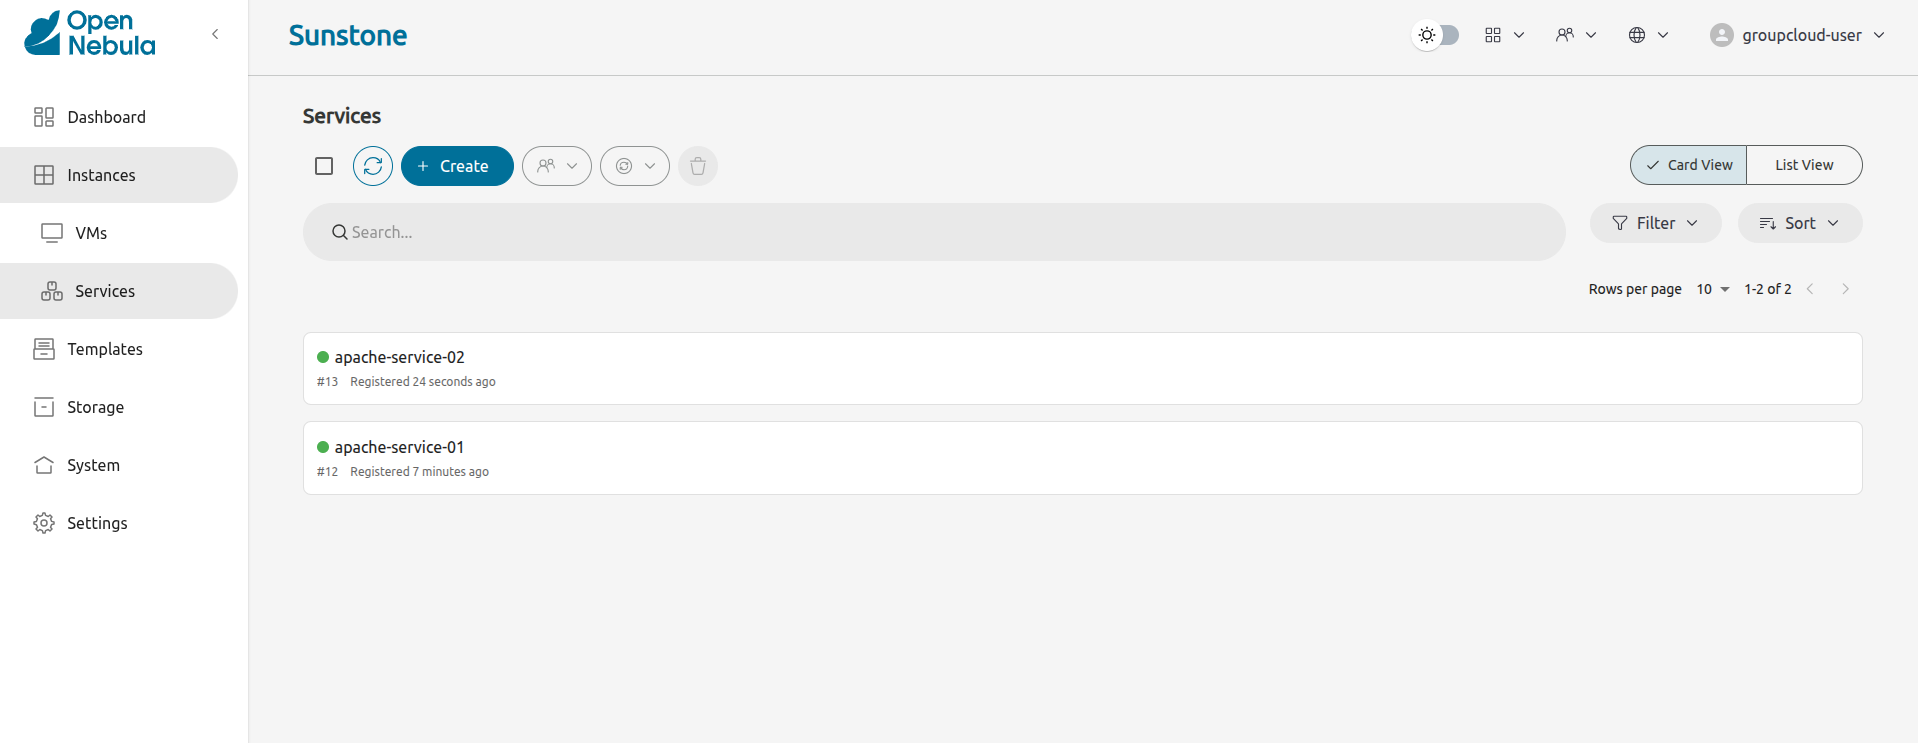 Open
Nebula
Sunstone
groupcloud-user
Dashboard
Instances
VMs
Services
Templates
Storage
System
Settings
Services
+ Create
Card View
List View
Search...
Filter
Sort
Rows per page 10 1-2 of 2
apache-service-02
#13 Registered 24 seconds ago
apache-service-01
#12 Registered 7 minutes ago